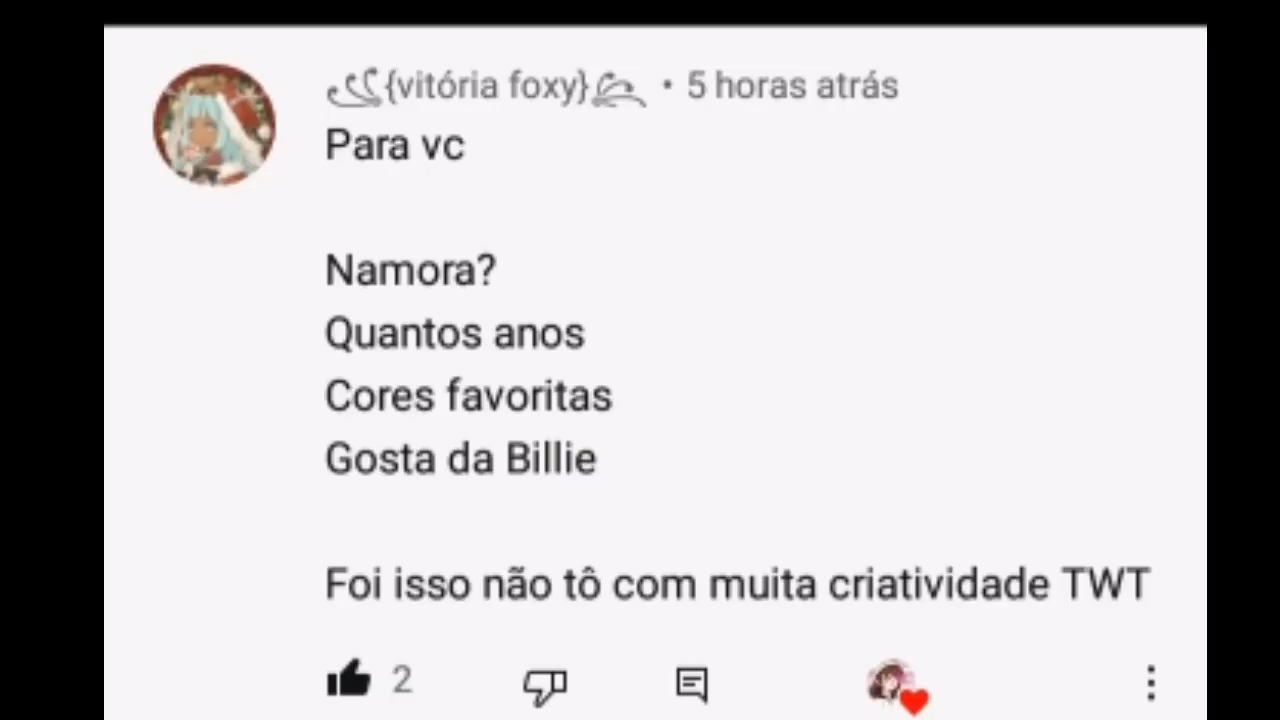 {vitória foxy} • 5 horas atrás
Para vc
Namora?
Quantos anos
Cores favoritas
Gosta da Billie
Foi isso não tô com muita criatividade TWT
2